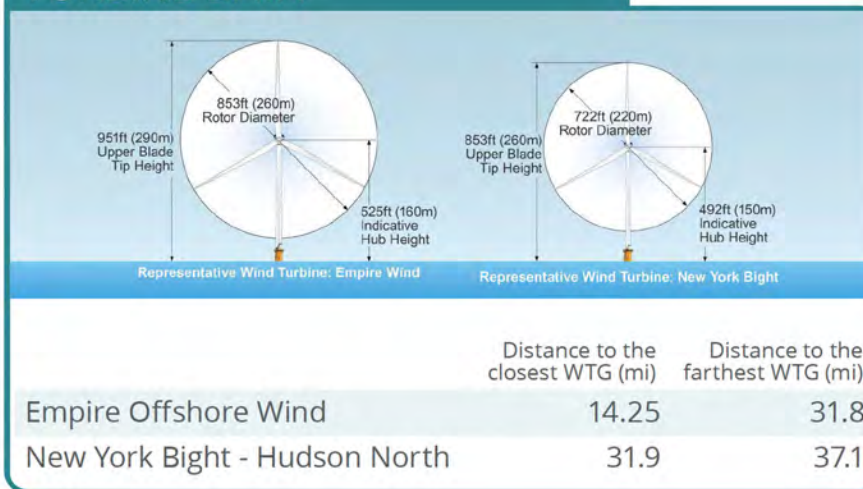 853ft (260m)
Rotor Diameter
951ft (290m)
Upper Blade
Tip Height
525ft (160m)
Indicative
Hub Height
Representative Wind Turbine: Empire Wind
722ft (220m)
Rotor Diameter
853ft (260m)
Upper Blade
Tip Height
492ft (150m)
Indicative
Hub Height
Representative Wind Turbine: New York Bight
Distance to the
closest WTG (mi)
Distance to the
farthest WTG (mi)
Empire Offshore Wind 14.25 31.8
New York Bight - Hudson North 31.9 37.1